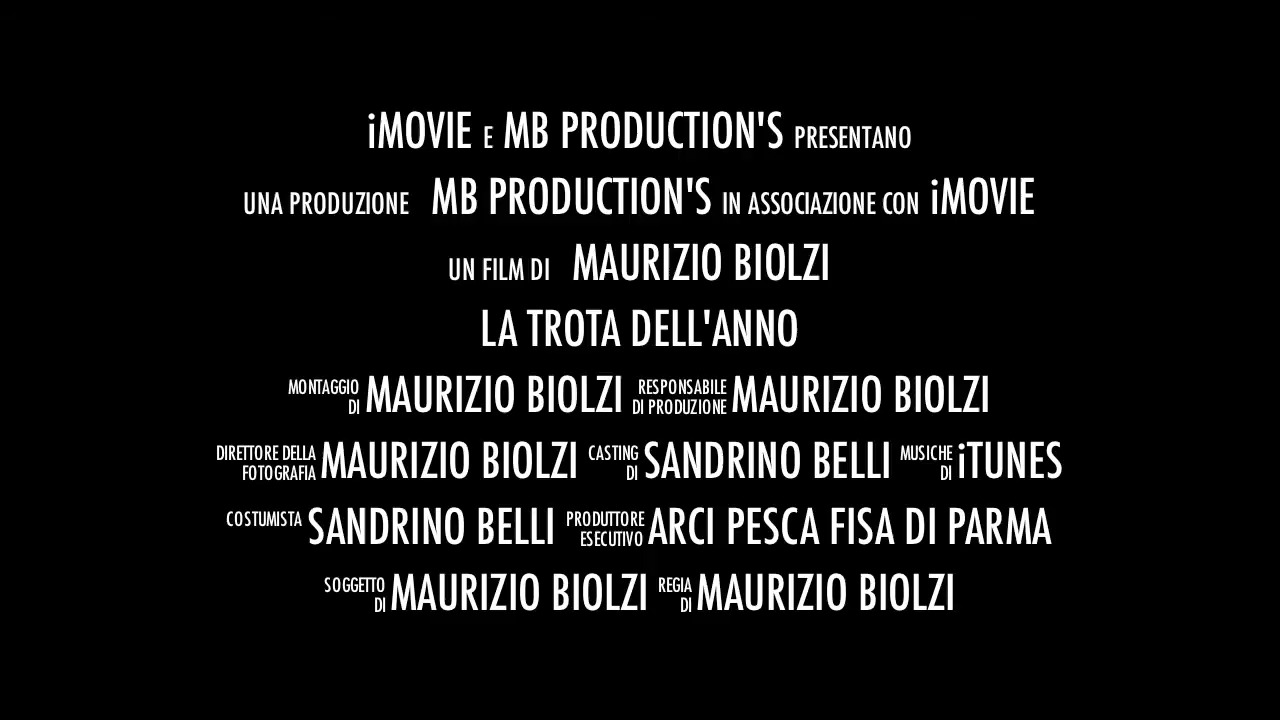 iMOVIE E MB PRODUCTION'S PRESENTANO
UNA PRODUZIONE MB PRODUCTION'S IN ASSOCIAZIONE CON iMOVIE
UN FILM DI MAURIZIO BIOLZI
LA TROTA DELL'ANNO
MONTAGGIO DI MAURIZIO BIOLZI RESPONSABILE DI PRODUZIONE MAURIZIO BIOLZI
DIRETTORE DELLA FOTOGRAFIA MAURIZIO BIOLZI CASTING DI SANDRINO BELLI MUSICHE DI iTUNES
COSTUMISTA SANDRINO BELLI PRODUTTORE ESECUTIVO ARCI PESCA FISA DI PARMA
SOGGETTO DI MAURIZIO BIOLZI REGIA DI MAURIZIO BIOLZI